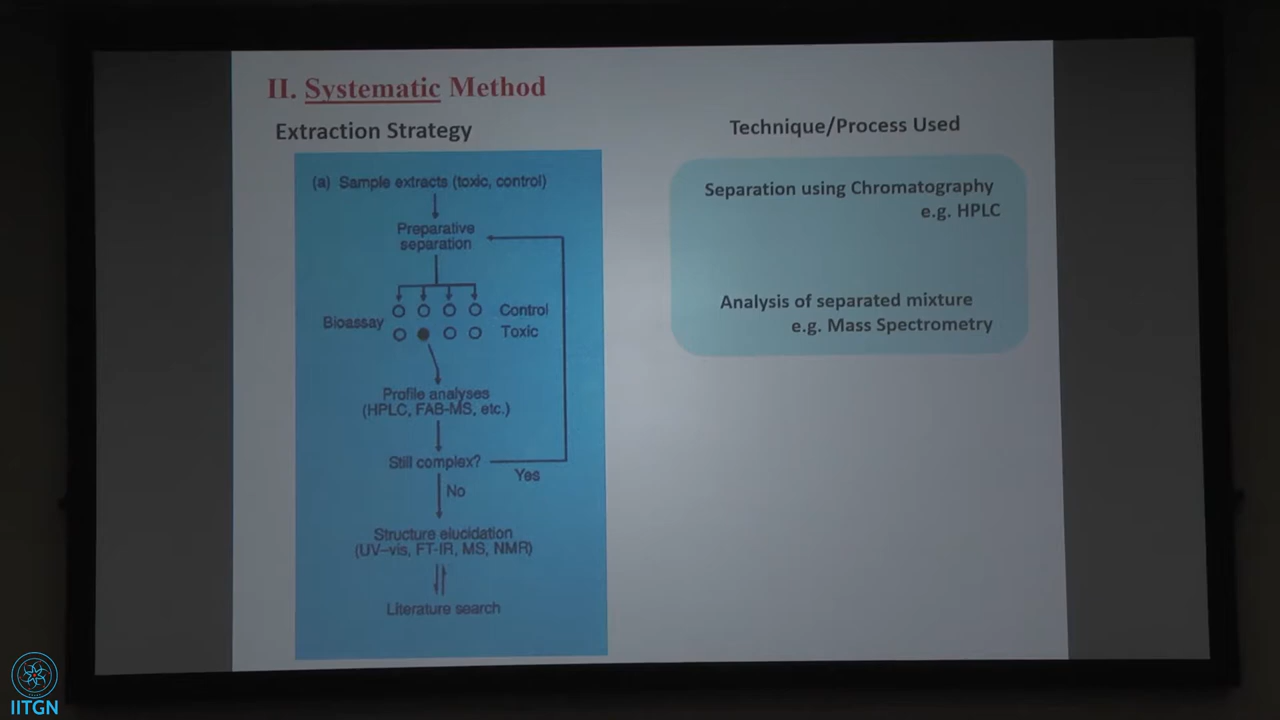 II. Systematic Method
Extraction Strategy
(a) Sample extracts (toxic, control)
Preparative
separation
Bioassay
Control
Toxic
Profile analyses
(HPLC, FAB-MS, etc.)
Still complex?
Yes
No
Structure elucidation
(UV–vis, FT-IR, MS, NMR)
Literature search
Technique/Process Used
Separation using Chromatography
e.g. HPLC
Analysis of separated mixture
e.g. Mass Spectrometry
IITGN